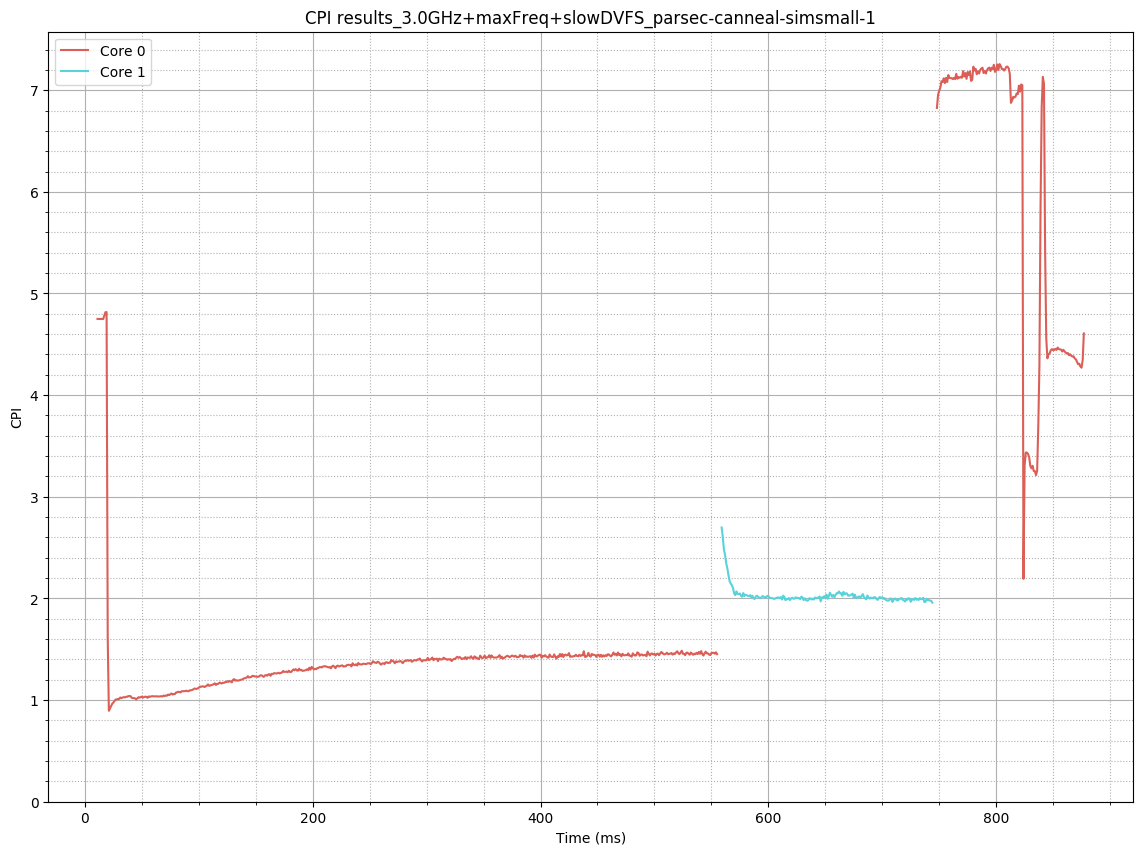 CPI results_3.0GHz+maxFreq+slowDVFS_parsec-canneal-simsmall-1
Core 0
Core 1
7
6
5
4
3
2
1
0
CPI
0 200 400 600 800
Time (ms)